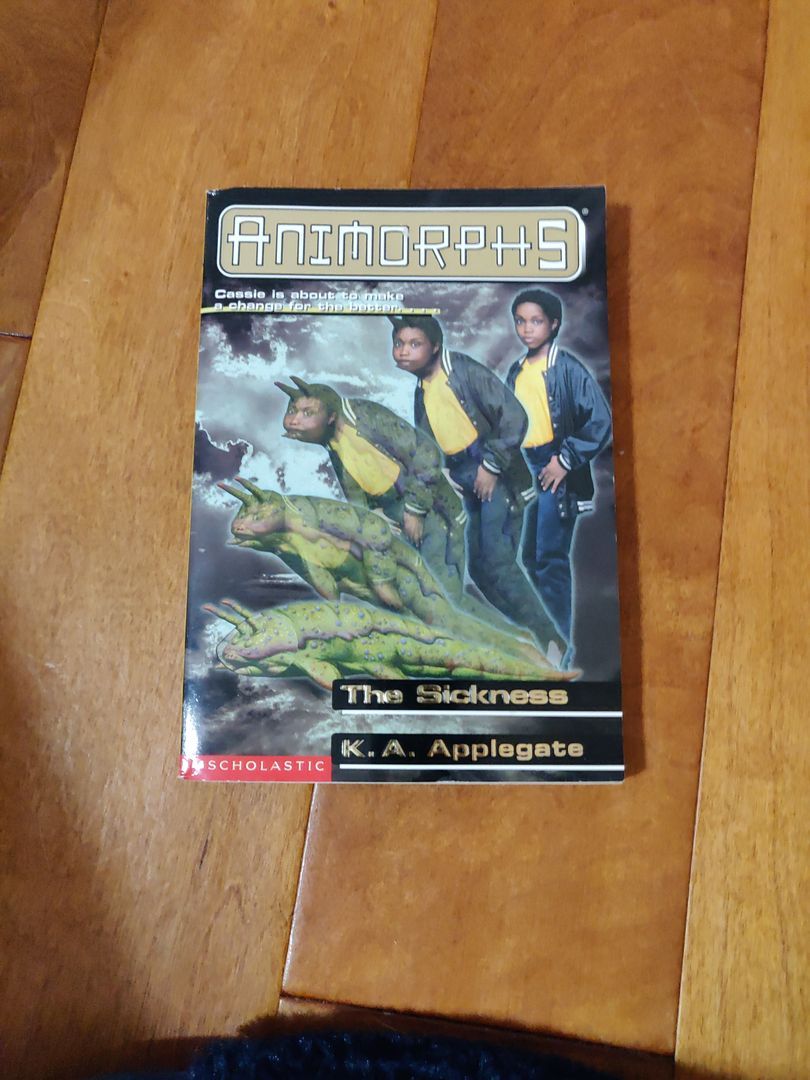 ANIMORPHS®
Cassie is about to make
a change for the better. . . .
The Sickness
K.A. Applegate
SCHOLASTIC